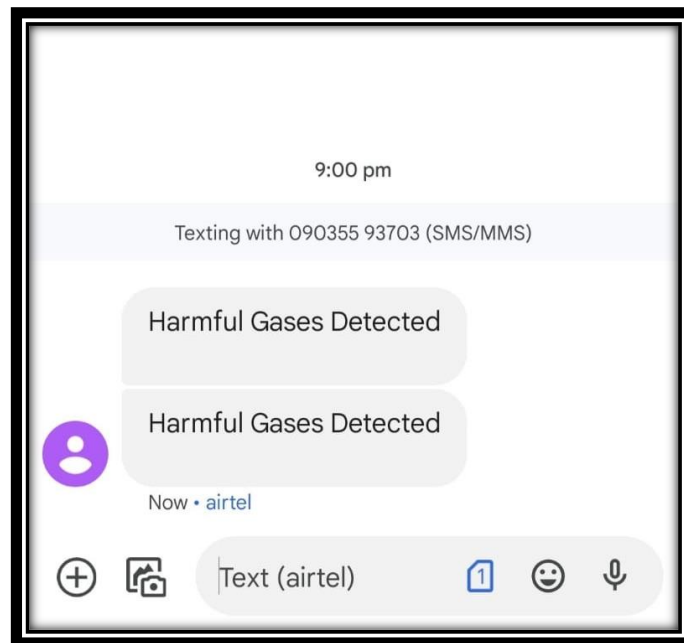 9:00 pm
Texting with 090355 93703 (SMS/MMS)
Harmful Gases Detected
Harmful Gases Detected
Now • airtel
Text (airtel)
1